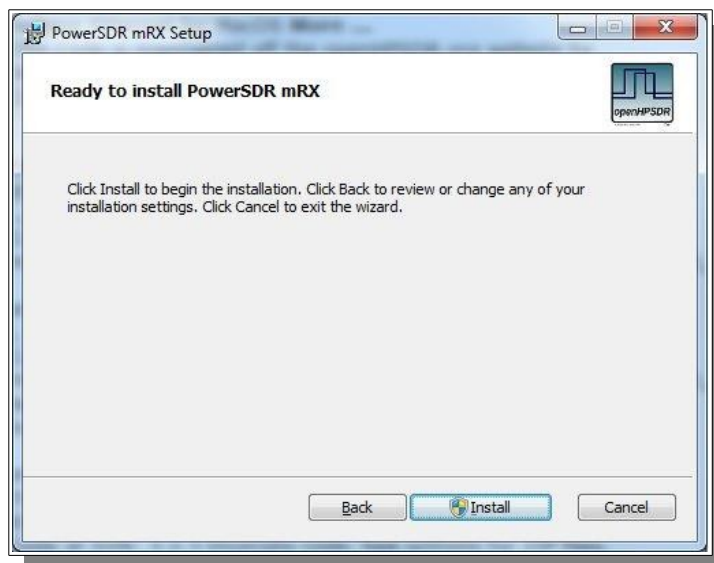 PowerSDR mRX Setup
Ready to install PowerSDR mRX
openHPSDR
Click Install to begin the installation. Click Back to review or change any of your
installation settings. Click Cancel to exit the wizard.
Back
Install
Cancel